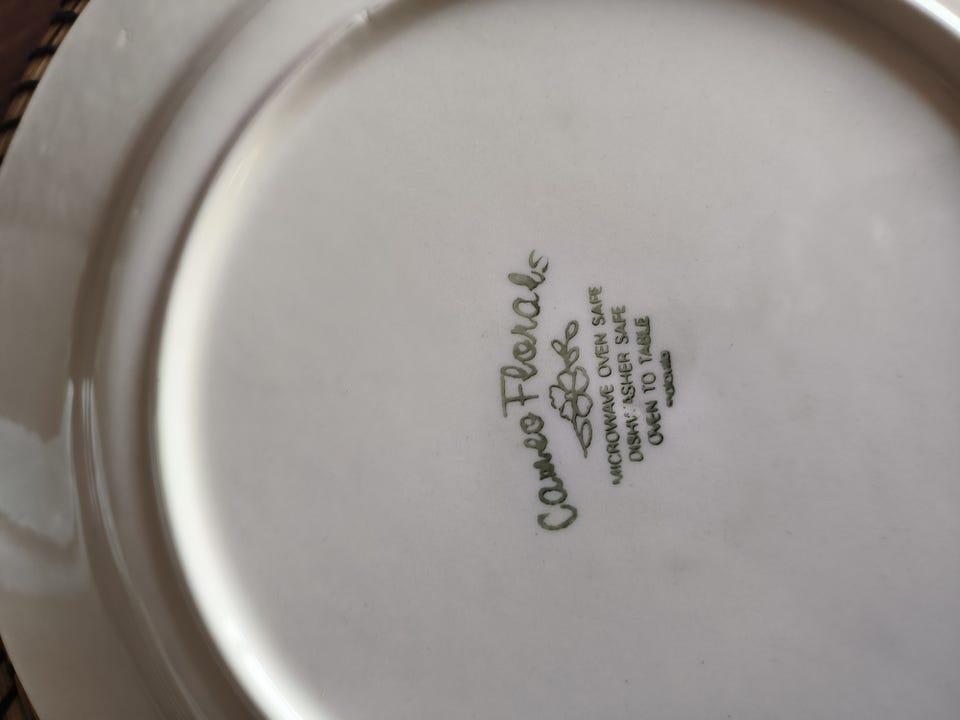 Cameo Florals
MICROWAVE OVEN SAFE
DISHWASHER SAFE
OVEN TO TABLE